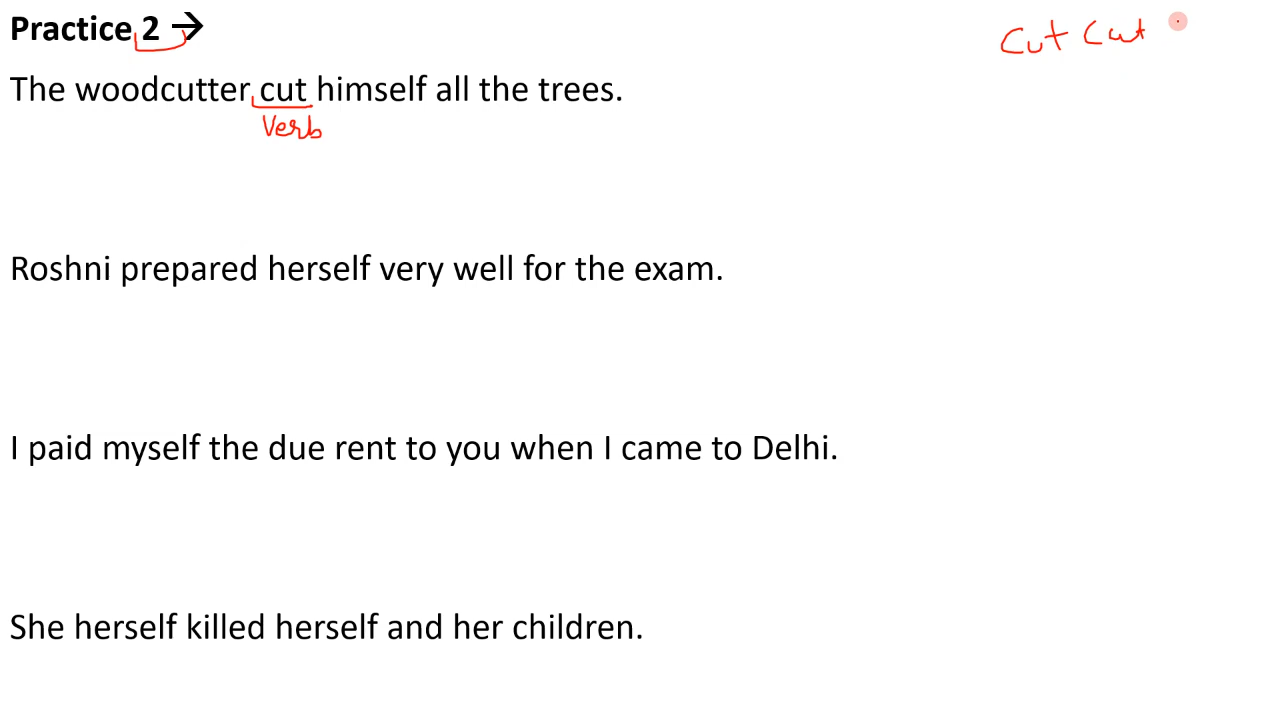 Practice 2 →
cut cut
The woodcutter cut himself all the trees.
Verb
Roshni prepared herself very well for the exam.
I paid myself the due rent to you when I came to Delhi.
She herself killed herself and her children.